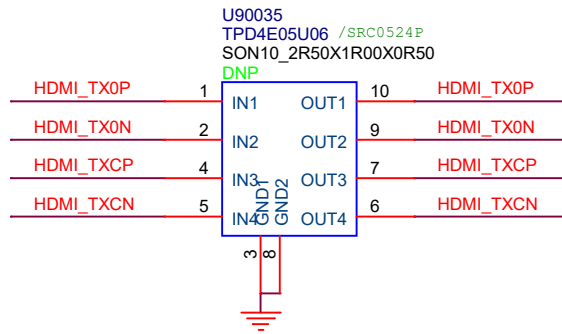 U90035
TPD4E05U06 /SRC0524P
SON10_2R50X1R00X0R50
DNP
HDMI_TX0P 1 IN1 OUT1 10 HDMI_TX0P
HDMI_TX0N 2 IN2 OUT2 9 HDMI_TX0N
HDMI_TXCP 4 IN3 OUT3 7 HDMI_TXCP
HDMI_TXCN 5 IN4 OUT4 6 HDMI_TXCN
GND1 GND2
3 8